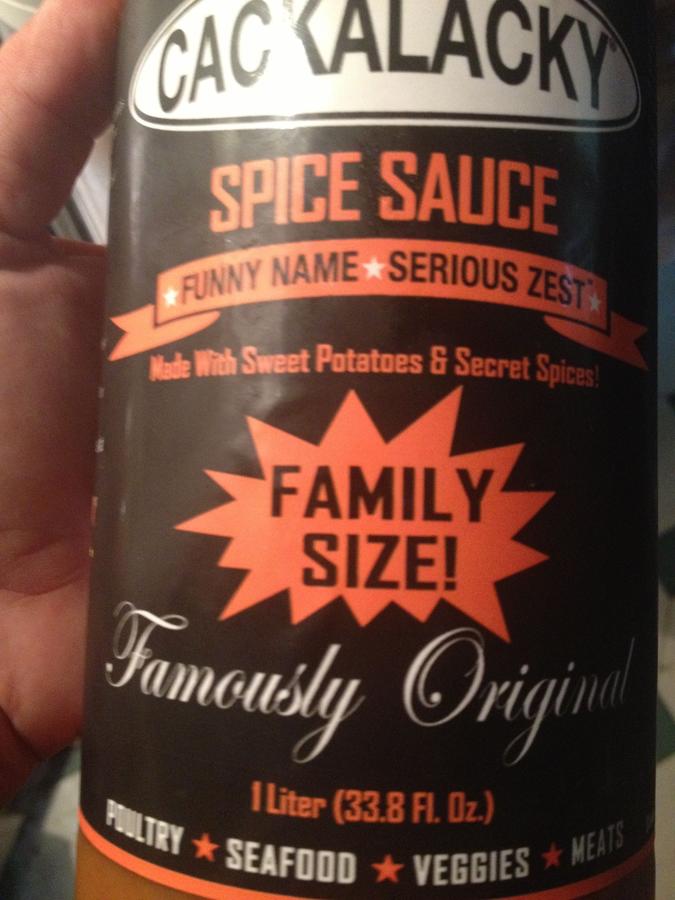 CACKALACKY®
SPICE SAUCE
FUNNY NAME ★ SERIOUS ZEST™
Made With Sweet Potatoes & Secret Spices!
FAMILY
SIZE!
Famously Original
1 Liter (33.8 Fl. Oz.)
POULTRY ★ SEAFOOD ★ VEGGIES ★ MEATS